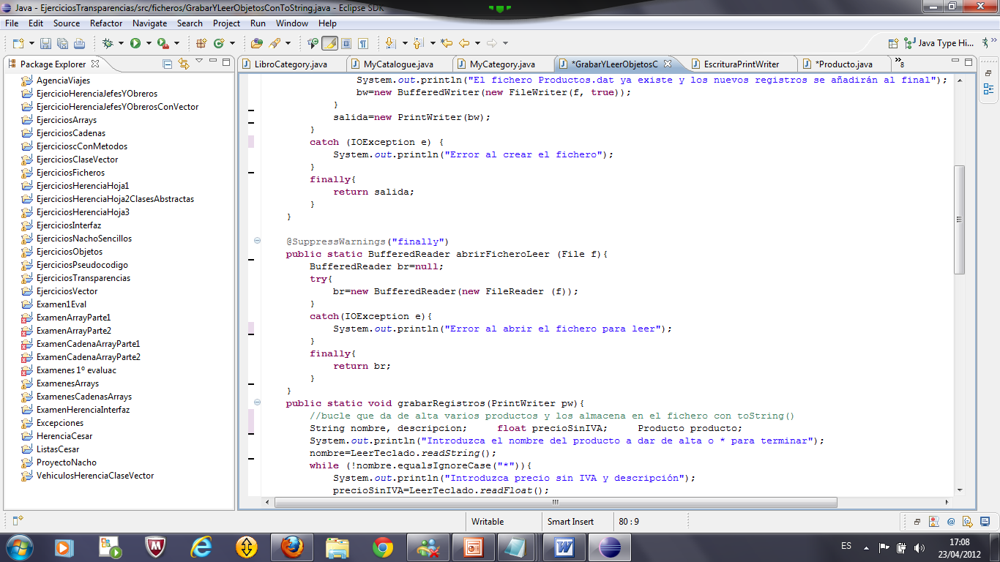 Java - EjerciciosTransparencias/src/ficheros/GrabarYLeerObjetosConToString.java - Eclipse SDK
File Edit Source Refactor Navigate Search Project Run Window Help
Java Type Hi...
Package Explorer
AgenciaViajes
EjercicioHerenciaJefesYObreros
EjercicioHerenciaJefesYObrerosConVector
EjerciciosArrays
EjerciciosCadenas
EjercicioscConMetodos
EjerciciosClaseVector
EjerciciosFicheros
EjerciciosHerenciaHoja1
EjerciciosHerenciaHoja2ClasesAbstractas
EjerciciosHerenciaHoja3
EjerciciosInterfaz
EjerciciosNachoSencillos
EjerciciosObjetos
EjerciciosPseudocodigo
EjerciciosTransparencias
EjerciciosVector
Examen1Eval
ExamenArrayParte1
ExamenArrayParte2
ExamenCadenaArrayParte1
ExamenCadenaArrayParte2
Examenes 1º evaluac
ExamenesArrays
ExamenesCadenasArrays
ExamenHerenciaInterfaz
Excepciones
HerenciaCesar
ListasCesar
ProyectoNacho
VehiculosHerenciaClaseVector
LibroCategory.java MyCatalogue.java MyCategory.java *GrabarYLeerObjetosC EscrituraPrintWriter *Producto.java »8
System.out.println("El fichero Productos.dat ya existe y los nuevos registros se añadirán al final");
bw=new BufferedWriter(new FileWriter(f, true));
}
salida=new PrintWriter(bw);
}
catch (IOException e) {
System.out.println("Error al crear el fichero");
}
finally{
return salida;
}
}
@SuppressWarnings("finally")
public static BufferedReader abrirFicheroLeer (File f){
BufferedReader br=null;
try{
br=new BufferedReader(new FileReader (f));
}
catch(IOException e){
System.out.println("Error al abrir el fichero para leer");
}
finally{
return br;
}
}
public static void grabarRegistros(PrintWriter pw){
//bucle que da de alta varios productos y los almacena en el fichero con toString()
String nombre, descripcion; float precioSinIVA; Producto producto;
System.out.println("Introduzca el nombre del producto a dar de alta o * para terminar");
nombre=LeerTeclado.readString();
while (!nombre.equalsIgnoreCase("*")){
System.out.println("Introduzca precio sin IVA y descripción");
precioSinIVA=LeerTeclado.readFloat();
Writable Smart Insert 80 : 9
ES 17:08
23/04/2012